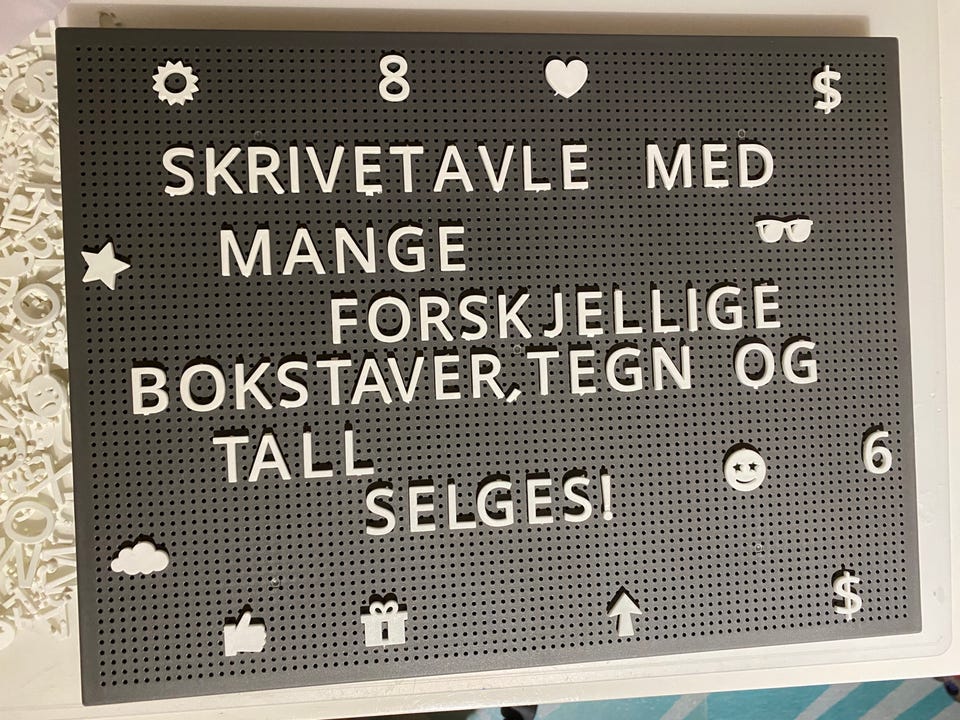 8 $
SKRIVETAVLE MED
MANGE
FORSKJELLIGE
BOKSTAVER,TEGN OG
TALL
6
SELGES!
$